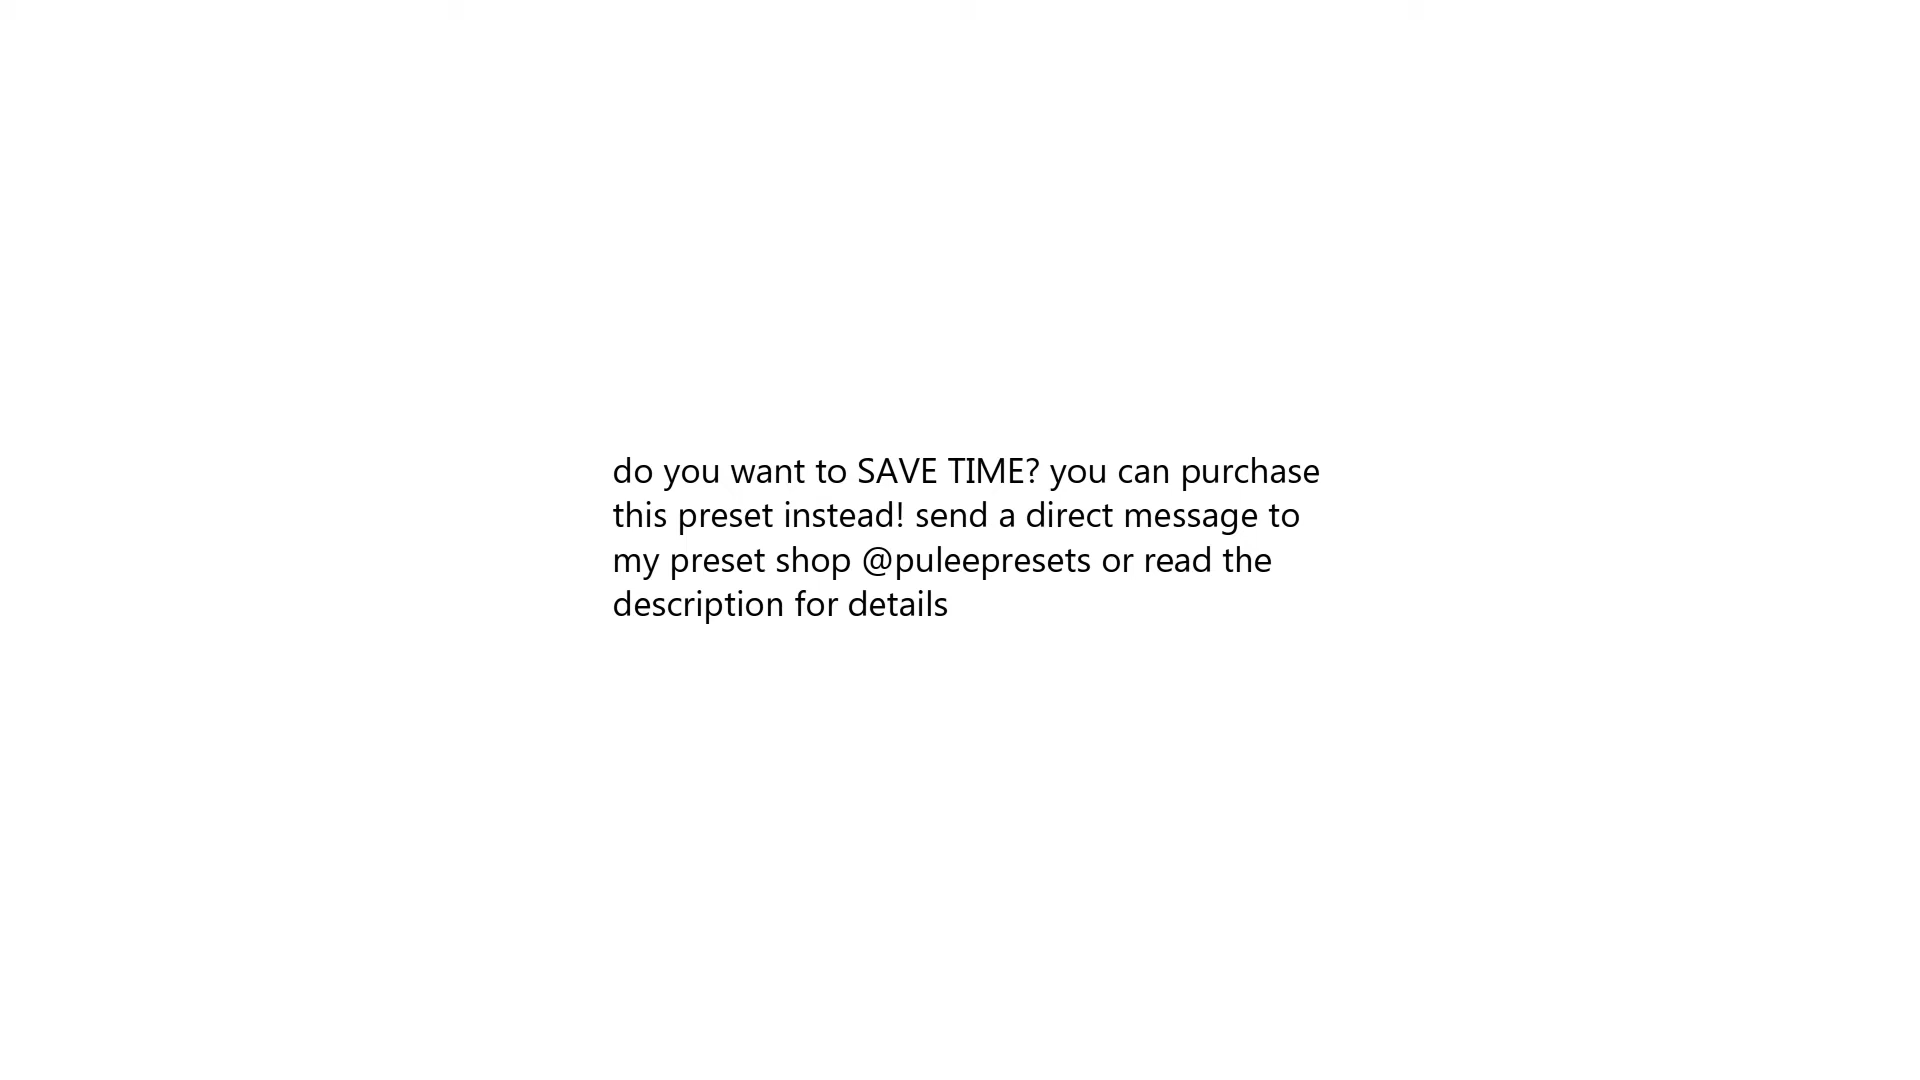 do you want to SAVE TIME? you can purchase
this preset instead! send a direct message to
my preset shop @puleepresets or read the
description for details